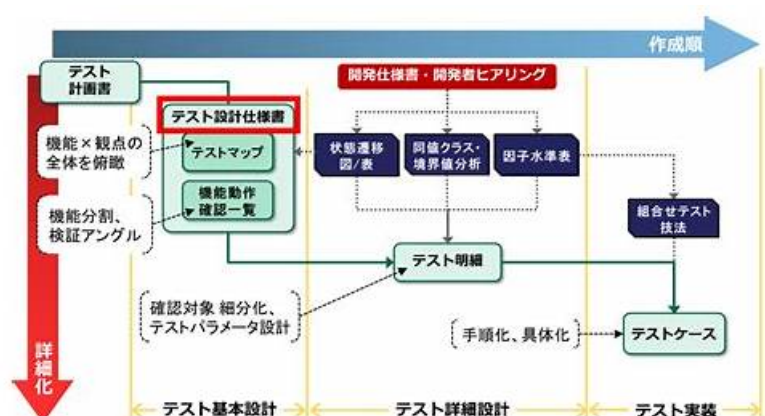 作成順
テスト
計画書
開発仕様書・開発者ヒアリング
テスト設計仕様書
機能×観点の
全体を俯瞰
テストマップ
状態遷移
図/表
同値クラス・
境界値分析
因子水準表
機能動作
確認一覧
機能分割、
検証アングル
組合せテスト
技法
テスト明細
確認対象 細分化、
テストパラメータ設計
手順化、具体化
テストケース
詳細化
テスト基本設計
テスト詳細設計
テスト実装